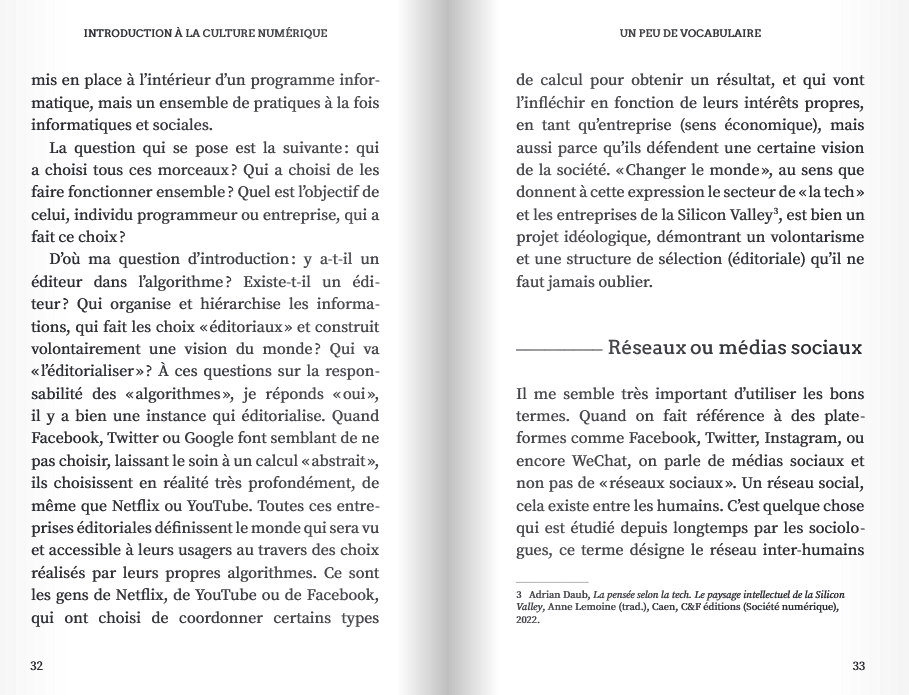 INTRODUCTION À LA CULTURE NUMÉRIQUE
mis en place à l’intérieur d’un programme infor-
matique, mais un ensemble de pratiques à la fois
informatiques et sociales.
La question qui se pose est la suivante : qui
a choisi tous ces morceaux ? Qui a choisi de les
faire fonctionner ensemble ? Quel est l’objectif de
celui, individu programmeur ou entreprise, qui a
fait ce choix ?
D’où ma question d’introduction : y a-t-il un
éditeur dans l’algorithme ? Existe-t-il un édi-
teur ? Qui organise et hiérarchise les informa-
tions, qui fait les choix « éditoriaux » et construit
volontairement une vision du monde ? Qui va
« l’éditorialiser » ? À ces questions sur la respon-
sabilité des « algorithmes », je réponds « oui »,
il y a bien une instance qui éditorialise. Quand
Facebook, Twitter ou Google font semblant de ne
pas choisir, laissant le soin à un calcul « abstrait »,
ils choisissent en réalité très profondément, de
même que Netflix ou YouTube. Toutes ces entre-
prises éditoriales définissent le monde qui sera vu
et accessible à leurs usagers au travers des choix
réalisés par leurs propres algorithmes. Ce sont
les gens de Netflix, de YouTube ou de Facebook,
qui ont choisi de coordonner certains types
32
UN PEU DE VOCABULAIRE
de calcul pour obtenir un résultat, et qui vont
l’infléchir en fonction de leurs intérêts propres,
en tant qu’entreprise (sens économique), mais
aussi parce qu’ils défendent une certaine vision
de la société. « Changer le monde », au sens que
donnent à cette expression le secteur de « la tech »
et les entreprises de la Silicon Valley³, est bien un
projet idéologique, démontrant un volontarisme
et une structure de sélection (éditoriale) qu’il ne
faut jamais oublier.
Réseaux ou médias sociaux
Il me semble très important d’utiliser les bons
termes. Quand on fait référence à des plate-
formes comme Facebook, Twitter, Instagram, ou
encore WeChat, on parle de médias sociaux et
non pas de « réseaux sociaux ». Un réseau social,
cela existe entre les humains. C’est quelque chose
qui est étudié depuis longtemps par les sociolo-
gues, ce terme désigne le réseau inter-humains
3 Adrian Daub, La pensée selon la tech. Le paysage intellectuel de la Silicon
Valley, Anne Lemoine (trad.), Caen, C&F éditions (Société numérique),
2022.
33